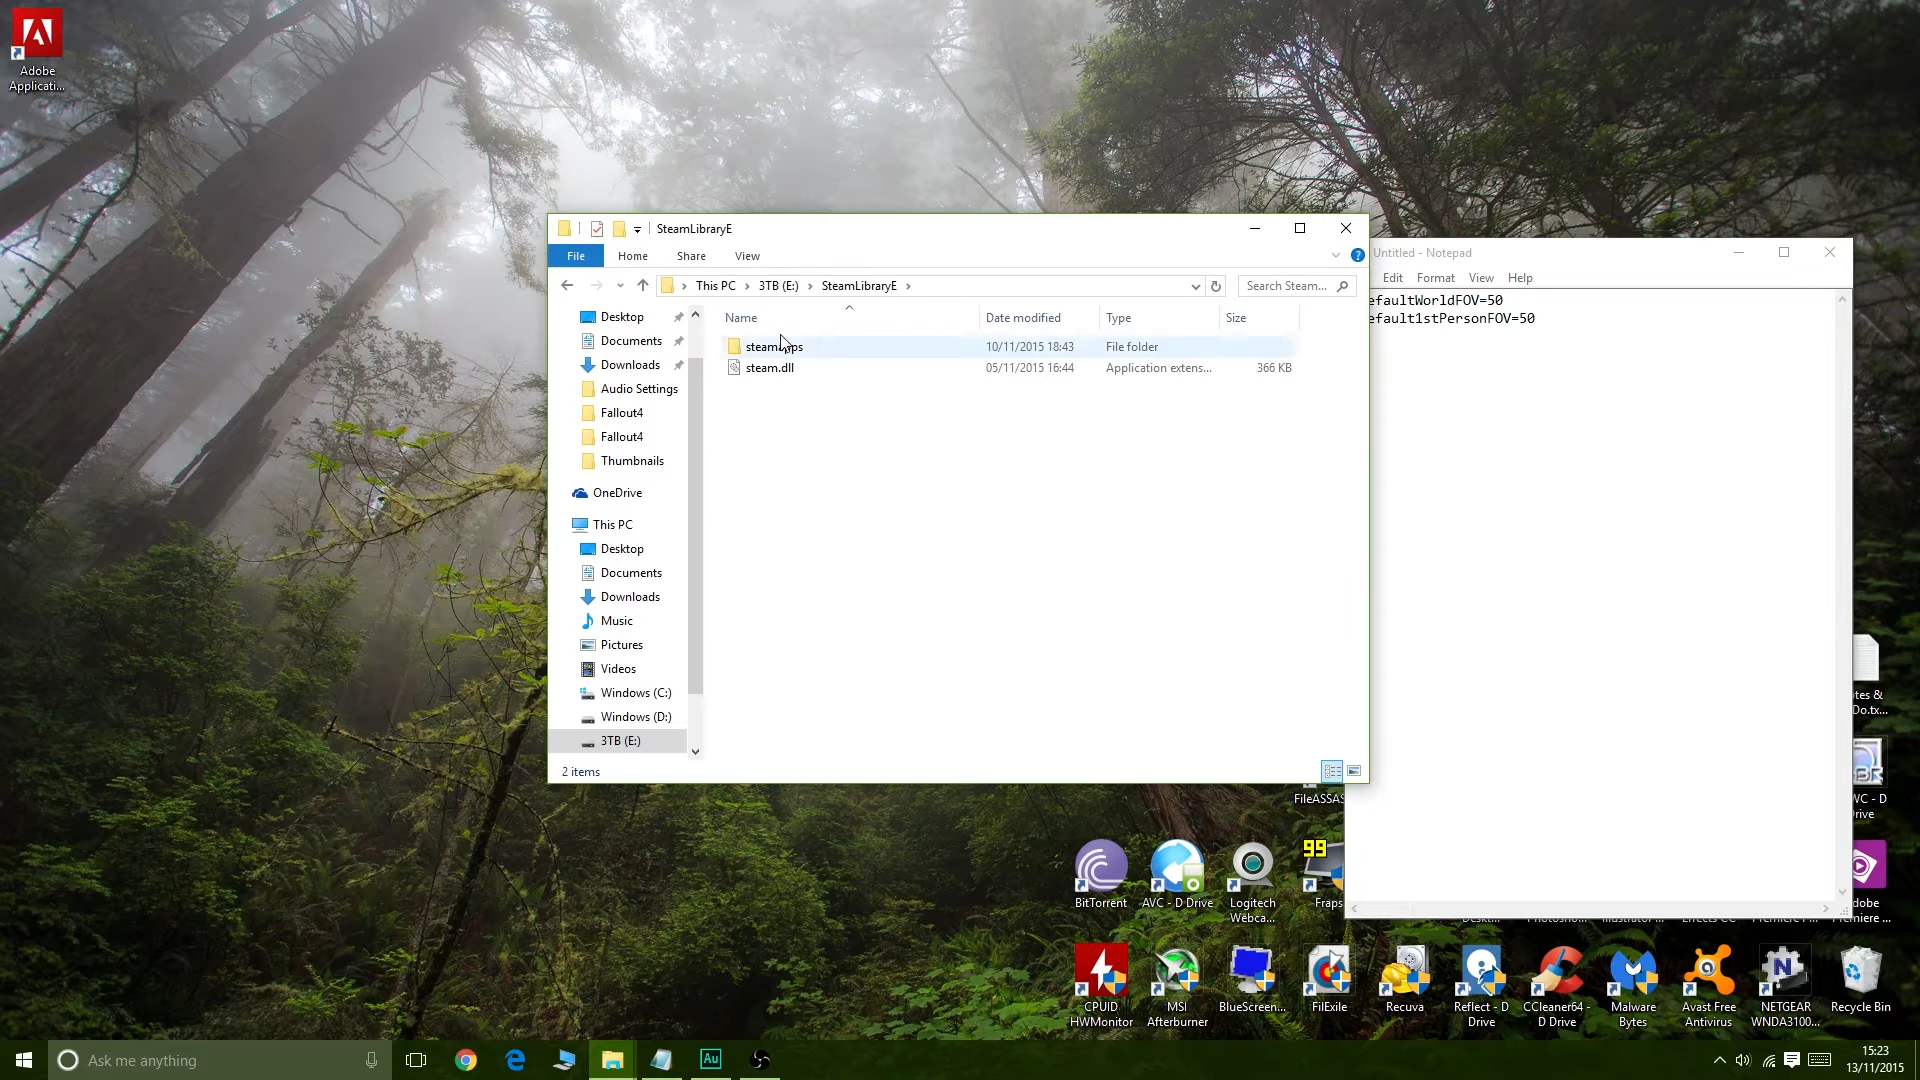 Adobe
Applicati...
SteamLibraryE
File Home Share View
This PC 3TB (E:) SteamLibraryE
Search Steam...
Desktop
Documents
Downloads
Audio Settings
Fallout4
Fallout4
Thumbnails
OneDrive
This PC
Desktop
Documents
Downloads
Music
Pictures
Videos
Windows (C:)
Windows (D:)
3TB (E:)
Name Date modified Type Size
10/11/2015 18:43 File folder
steam.dll 05/11/2015 16:44 Application extens... 366 KB
2 items
Untitled - Notepad
Edit Format View Help
efaultWorldFOV=50
efault1stPersonFOV=50
Do.tx...
FileASSAS
BitTorrent
AVC - D Drive
Logitech
Webca...
99
Fraps
CPUID
HWMonitor
MSI
Afterburner
BlueScreen...
FilExile
Recuva
Reflect - D
Drive
CCleaner64 -
D Drive
Malware
Bytes
Avast Free
Antivirus
NETGEAR
WNDA3100...
Recycle Bin
Ask me anything
Au
15:23
13/11/2015